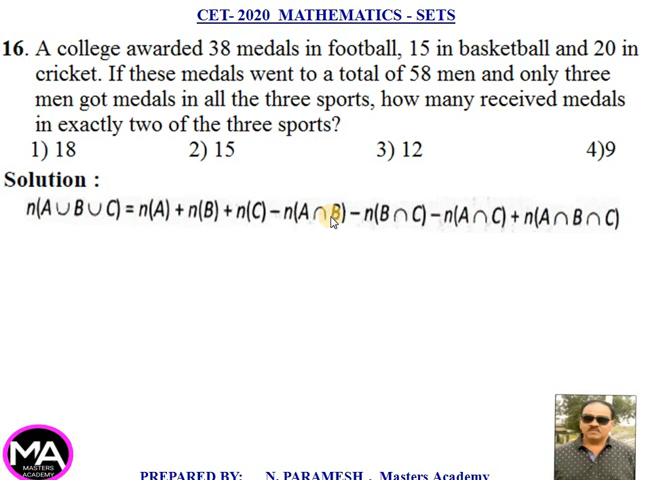 CET- 2020 MATHEMATICS - SETS
16. A college awarded 38 medals in football, 15 in basketball and 20 in
cricket. If these medals went to a total of 58 men and only three
men got medals in all the three sports, how many received medals
in exactly two of the three sports?
1) 18 2) 15 3) 12 4)9
Solution :
n(A ∪ B ∪ C) = n(A) + n(B) + n(C) – n(A ∩ B) – n(B ∩ C) – n(A ∩ C) + n(A ∩ B ∩ C)
MA
MASTERS
ACADEMY
PREPARED BY: N. PARAMESH , Masters Academy